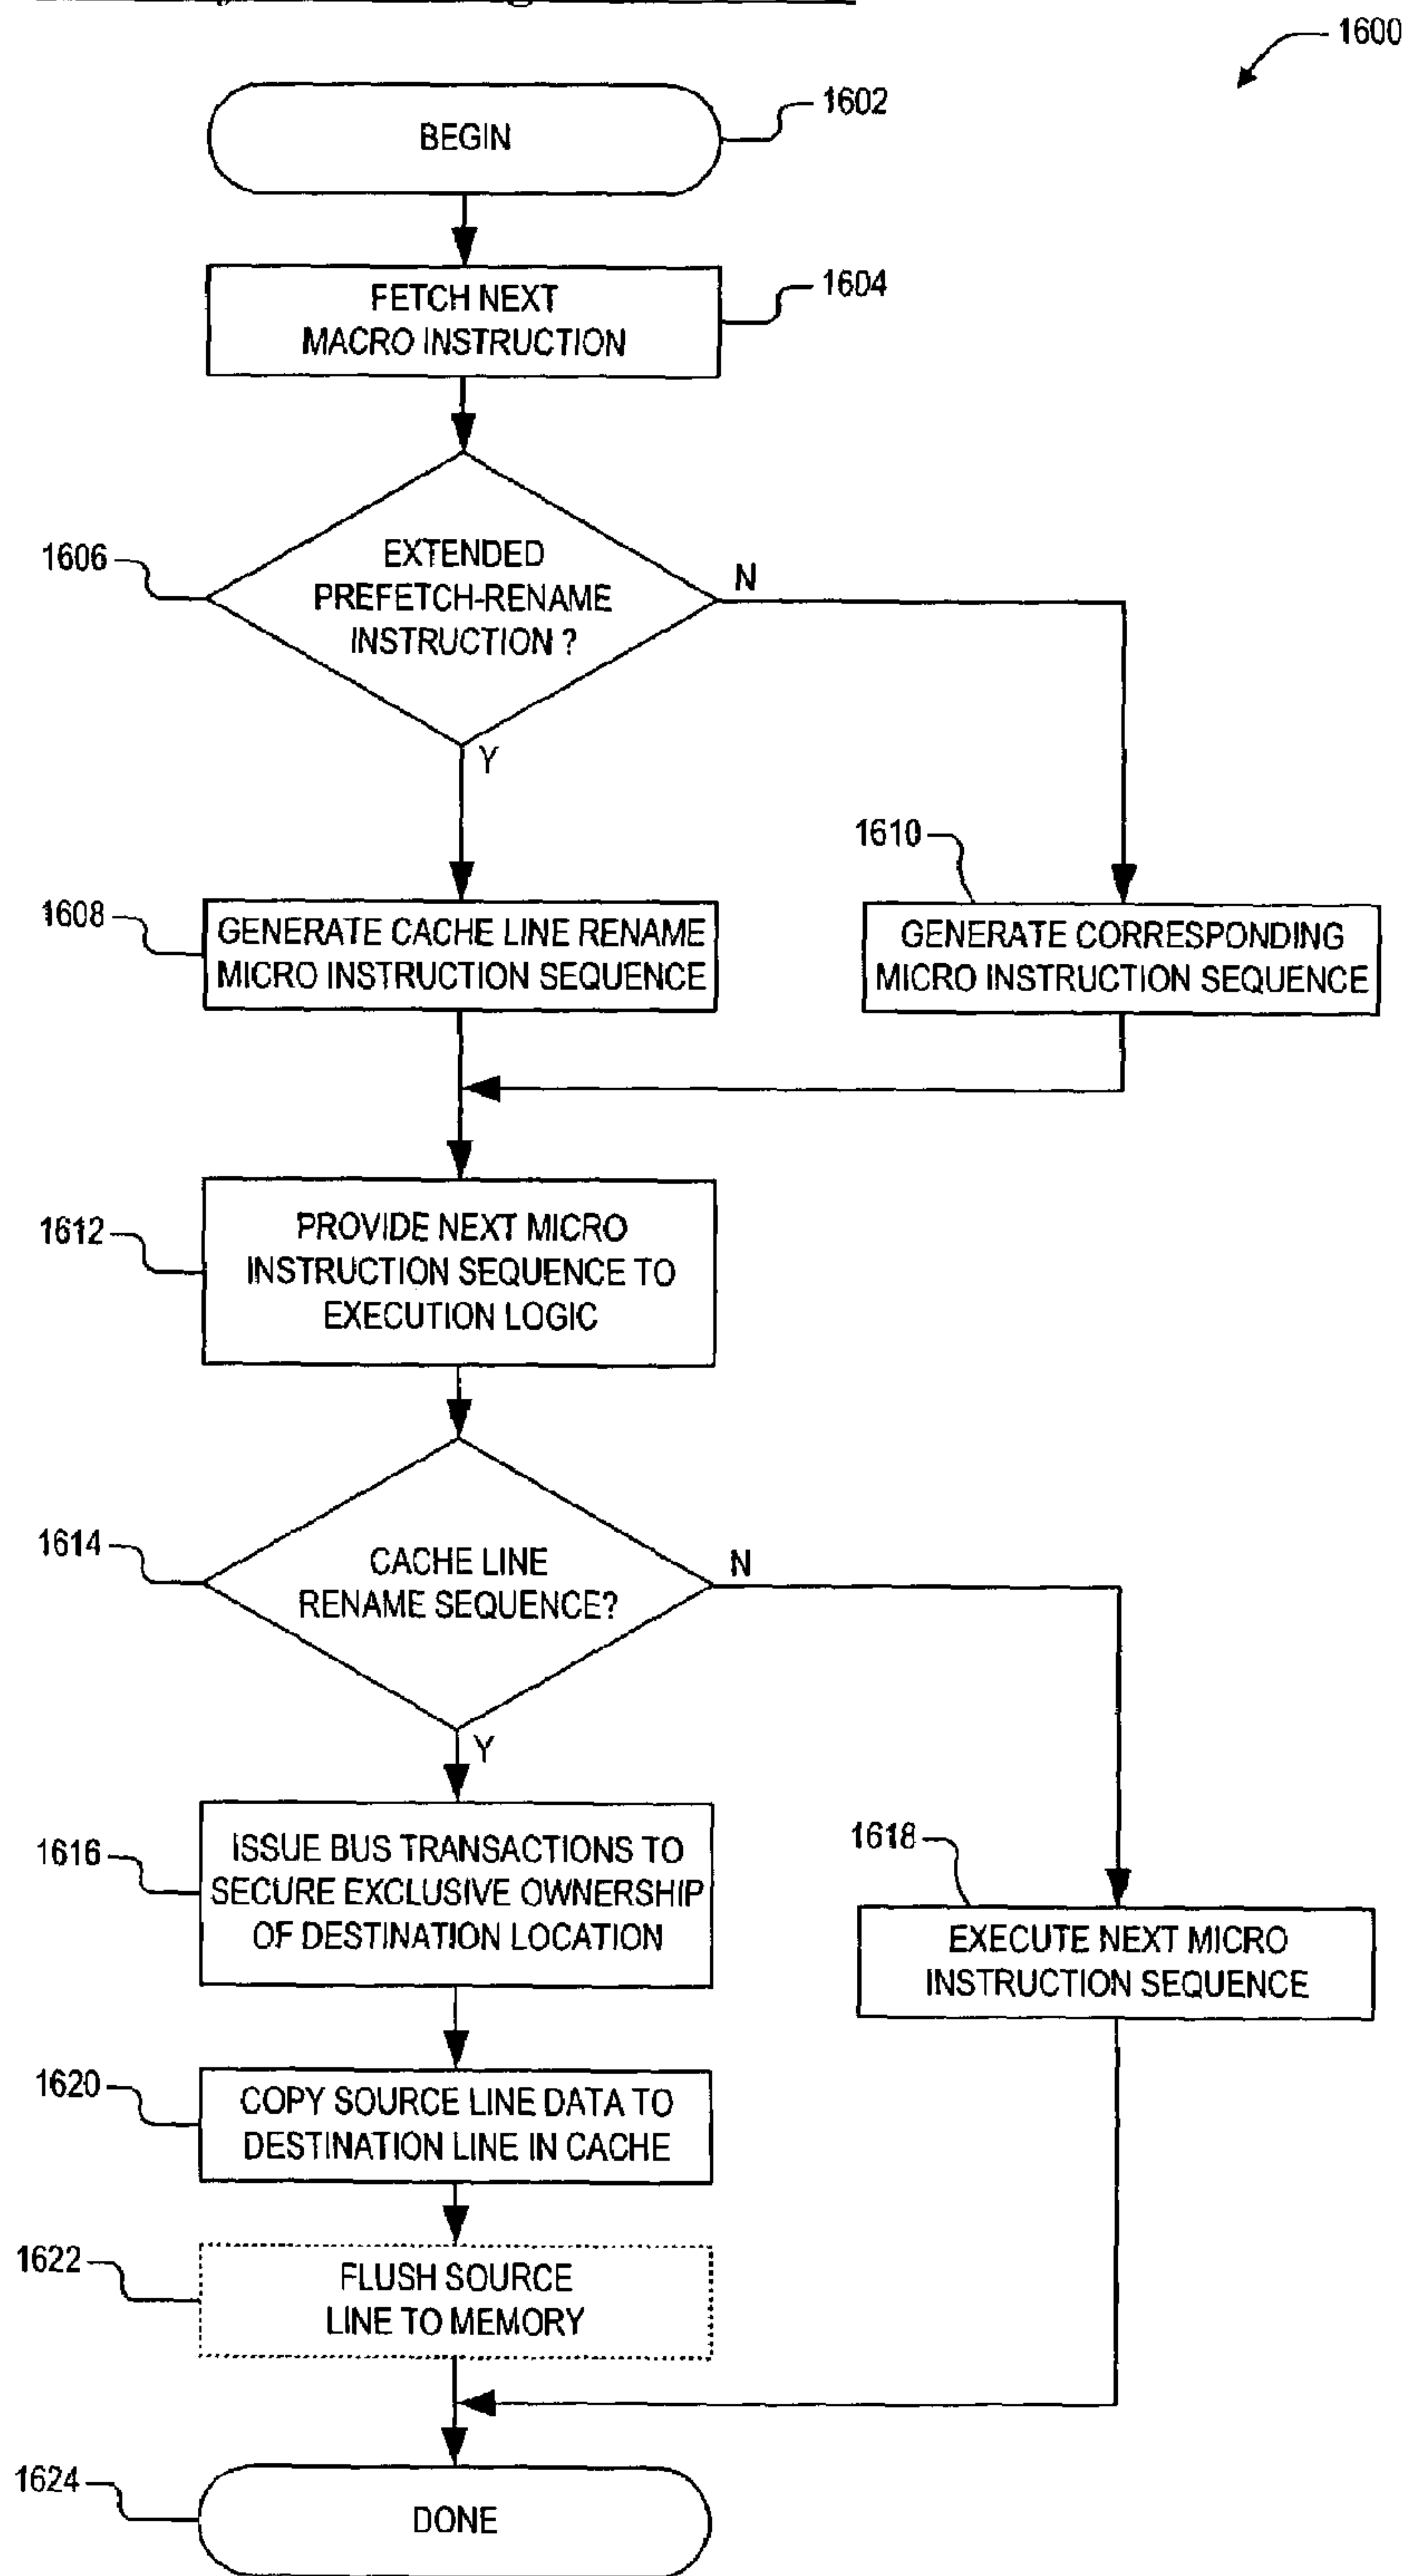 1600
BEGIN
1602
FETCH NEXT
MACRO INSTRUCTION
1604
1606
EXTENDED
PREFETCH-RENAME
INSTRUCTION ?
N
Y
1608
GENERATE CACHE LINE RENAME
MICRO INSTRUCTION SEQUENCE
1610
GENERATE CORRESPONDING
MICRO INSTRUCTION SEQUENCE
1612
PROVIDE NEXT MICRO
INSTRUCTION SEQUENCE TO
EXECUTION LOGIC
1614
CACHE LINE
RENAME SEQUENCE?
N
Y
1616
ISSUE BUS TRANSACTIONS TO
SECURE EXCLUSIVE OWNERSHIP
OF DESTINATION LOCATION
1618
EXECUTE NEXT MICRO
INSTRUCTION SEQUENCE
1620
COPY SOURCE LINE DATA TO
DESTINATION LINE IN CACHE
1622
FLUSH SOURCE
LINE TO MEMORY
1624
DONE